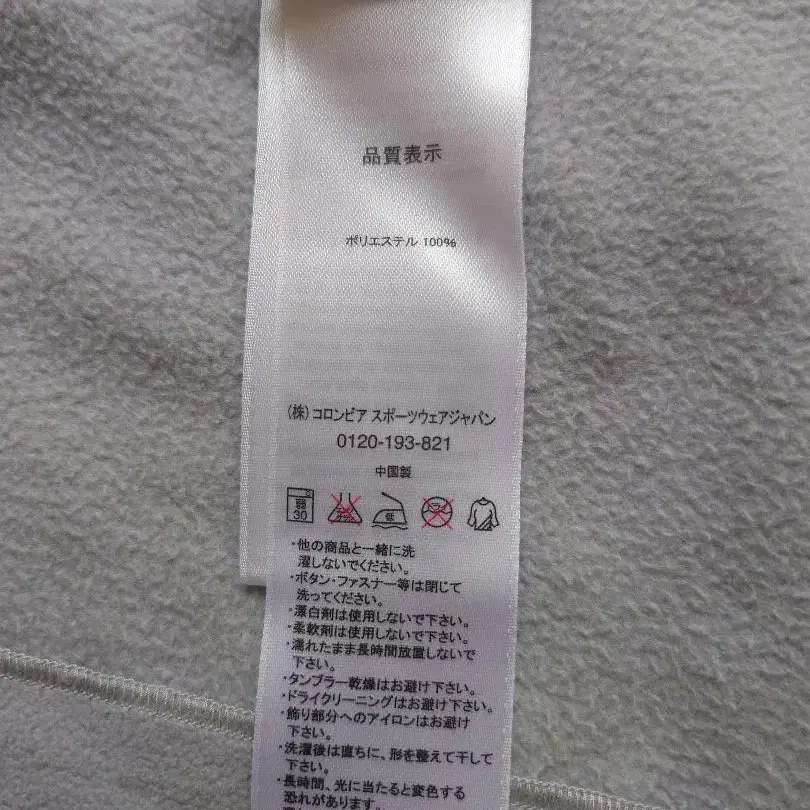 品質表示
ポリエステル 100%
(株)コロンビア スポーツウェアジャパン
0120-193-821
中国製
弱
30
低
・他の商品と一緒に洗
濯しないでください。
・ボタン・ファスナー等は閉じて
洗ってください。
・漂白剤は使用しないで下さい。
・柔軟剤は使用しないで下さい。
・濡れたまま長時間放置しないで
下さい。
・タンブラー乾燥はお避け下さい。
・ドライクリーニングはお避け下さい。
・飾り部分へのアイロンはお避け
下さい。
・洗濯後は直ちに、形を整えて干して
下さい。
・長時間、光に当たると変色する
恐れがあります。